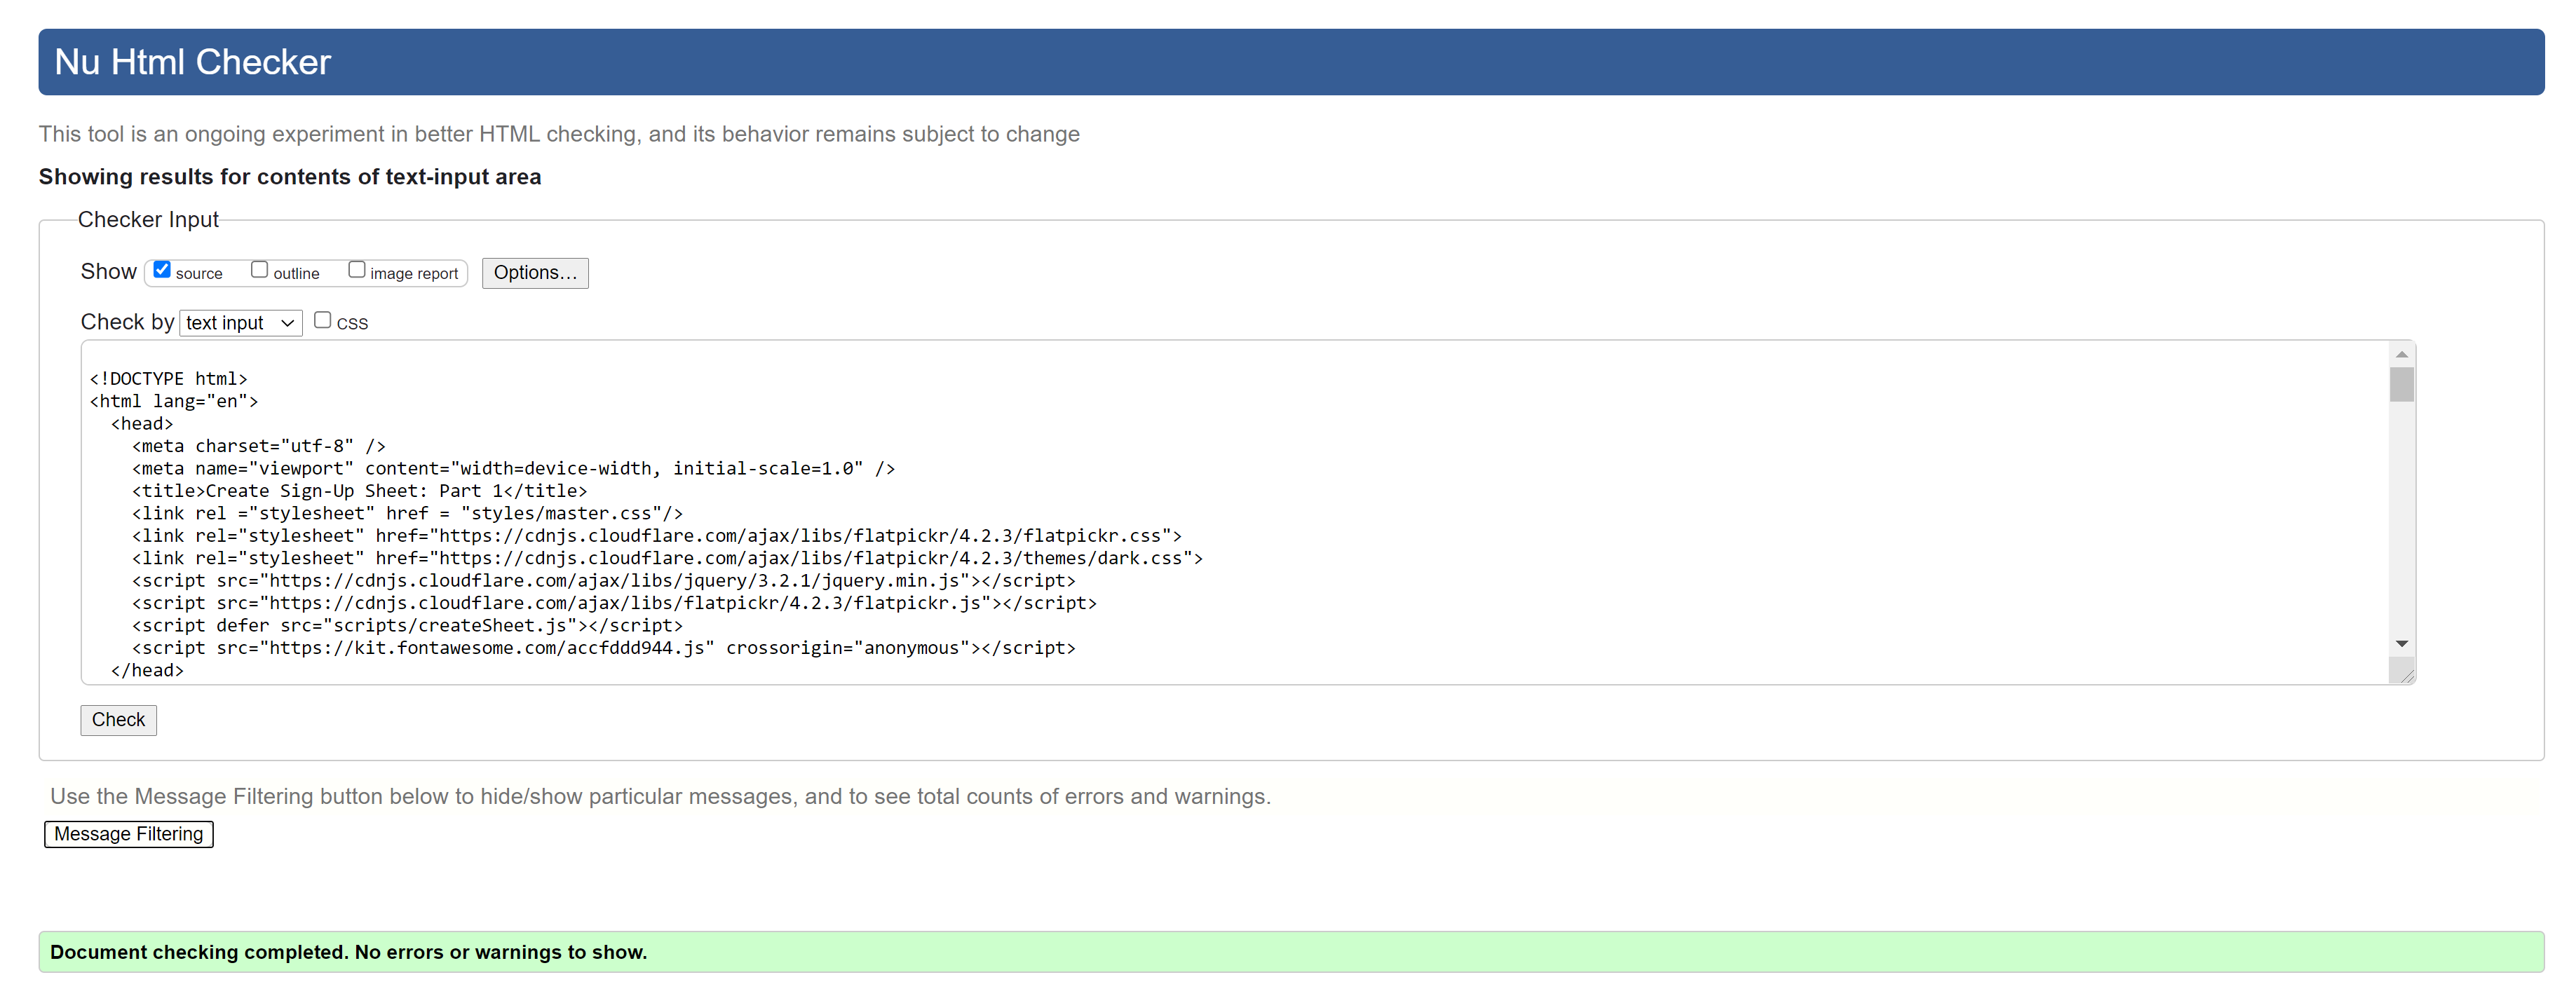 Nu Html Checker
This tool is an ongoing experiment in better HTML checking, and its behavior remains subject to change
Showing results for contents of text-input area
Checker Input
Show source outline image report Options...
Check by text input CSS
<!DOCTYPE html>
<html lang="en">
  <head>
    <meta charset="utf-8" />
    <meta name="viewport" content="width=device-width, initial-scale=1.0" />
    <title>Create Sign-Up Sheet: Part 1</title>
    <link rel ="stylesheet" href = "styles/master.css"/>
    <link rel="stylesheet" href="https://cdnjs.cloudflare.com/ajax/libs/flatpickr/4.2.3/flatpickr.css">
    <link rel="stylesheet" href="https://cdnjs.cloudflare.com/ajax/libs/flatpickr/4.2.3/themes/dark.css">
    <script src="https://cdnjs.cloudflare.com/ajax/libs/jquery/3.2.1/jquery.min.js"></script>
    <script src="https://cdnjs.cloudflare.com/ajax/libs/flatpickr/4.2.3/flatpickr.js"></script>
    <script defer src="scripts/createSheet.js"></script>
    <script src="https://kit.fontawesome.com/accfddd944.js" crossorigin="anonymous"></script>
  </head>
Check
Use the Message Filtering button below to hide/show particular messages, and to see total counts of errors and warnings.
Message Filtering
Document checking completed. No errors or warnings to show.